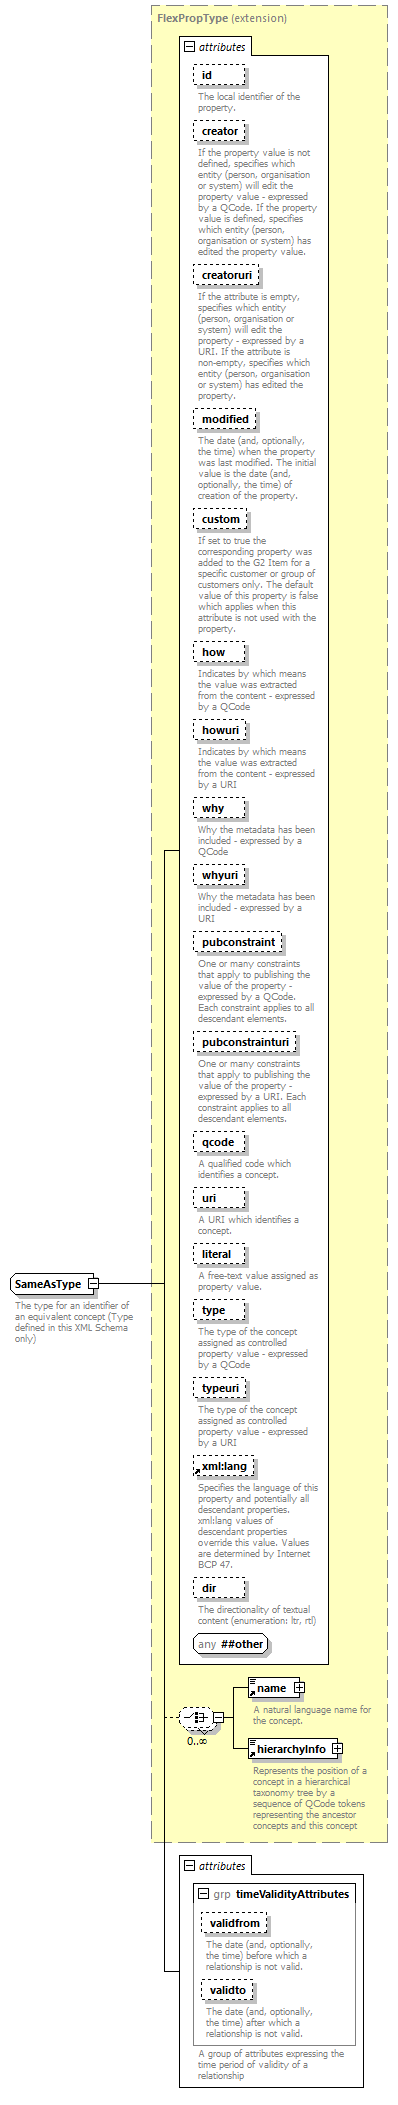 FlexPropType (extension)
attributes
id
The local identifier of the
property.
creator
If the property value is not
defined, specifies which
entity (person, organisation
or system) will edit the
property value - expressed
by a QCode. If the property
value is defined, specifies
which entity (person,
organisation or system) has
edited the property value.
creatoruri
If the attribute is empty,
specifies which entity
(person, organisation or
system) will edit the
property - expressed by a
URI. If the attribute is
non-empty, specifies which
entity (person, organisation
or system) has edited the
property.
modified
The date (and, optionally,
the time) when the property
was last modified. The initial
value is the date (and,
optionally, the time) of
creation of the property.
custom
If set to true the
corresponding property was
added to the G2 Item for a
specific customer or group of
customers only. The default
value of this property is false
which applies when this
attribute is not used with the
property.
how
Indicates by which means
the value was extracted
from the content - expressed
by a QCode
howuri
Indicates by which means
the value was extracted
from the content - expressed
by a URI
why
Why the metadata has been
included - expressed by a
QCode
whyuri
Why the metadata has been
included - expressed by a
URI
pubconstraint
One or many constraints
that apply to publishing the
value of the property -
expressed by a QCode.
Each constraint applies to all
descendant elements.
pubconstrainturi
One or many constraints
that apply to publishing the
value of the property -
expressed by a URI. Each
constraint applies to all
descendant elements.
qcode
A qualified code which
identifies a concept.
uri
A URI which identifies a
concept.
literal
A free-text value assigned as
property value.
type
The type of the concept
assigned as controlled
property value - expressed
by a QCode
typeuri
The type of the concept
assigned as controlled
property value - expressed
by a URI
xml:lang
Specifies the language of this
property and potentially all
descendant properties.
xml:lang values of
descendant properties
override this value. Values
are determined by Internet
BCP 47.
dir
The directionality of textual
content (enumeration: ltr, rtl)
any ##other
SameAsType
The type for an identifier of
an equivalent concept (Type
defined in this XML Schema
only)
0..∞
name
A natural language name for
the concept.
hierarchyInfo
Represents the position of a
concept in a hierarchical
taxonomy tree by a
sequence of QCode tokens
representing the ancestor
concepts and this concept
attributes
grp timeValidityAttributes
validfrom
The date (and, optionally,
the time) before which a
relationship is not valid.
validto
The date (and, optionally,
the time) after which a
relationship is not valid.
A group of attributes expressing the
time period of validity of a
relationship